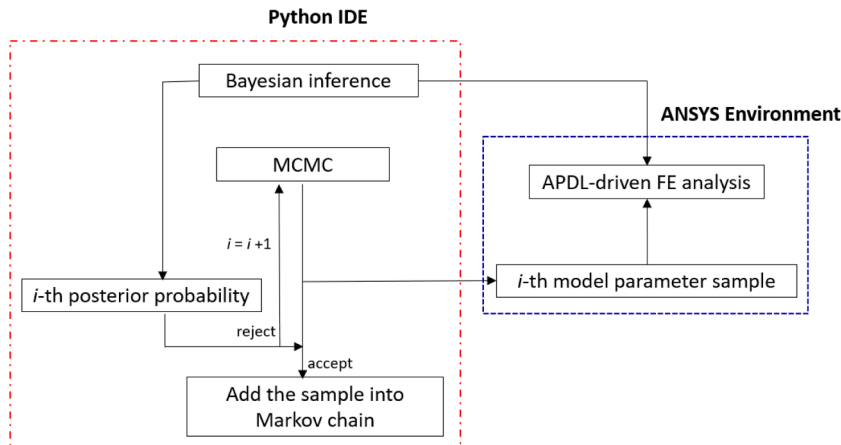 Python IDE
Bayesian inference
ANSYS Environment
MCMC
APDL-driven FE analysis
i = i +1
i-th model parameter sample
i-th posterior probability
reject
accept
Add the sample into
Markov chain